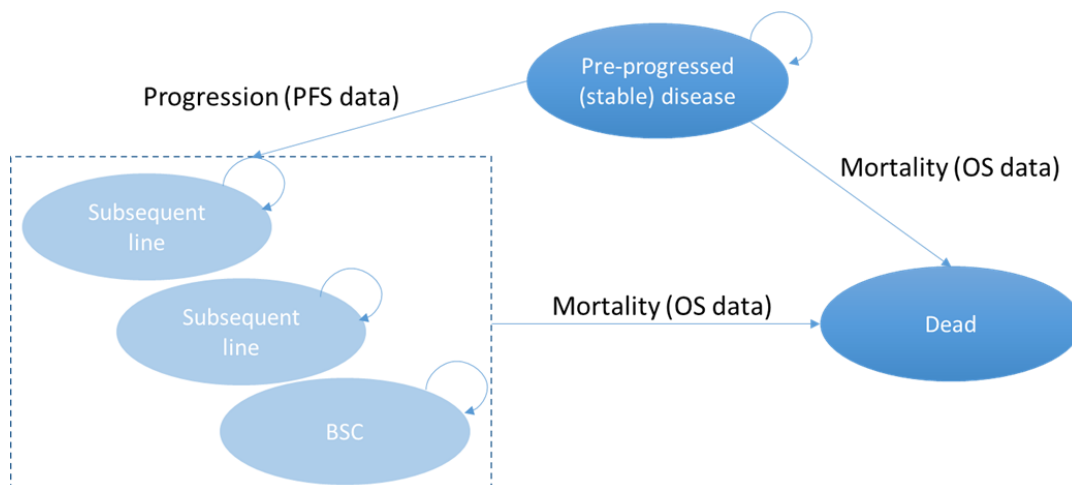 Pre-progressed
(stable) disease
Progression (PFS data)
Mortality (OS data)
Subsequent
line
Subsequent
line
Mortality (OS data)
Dead
BSC